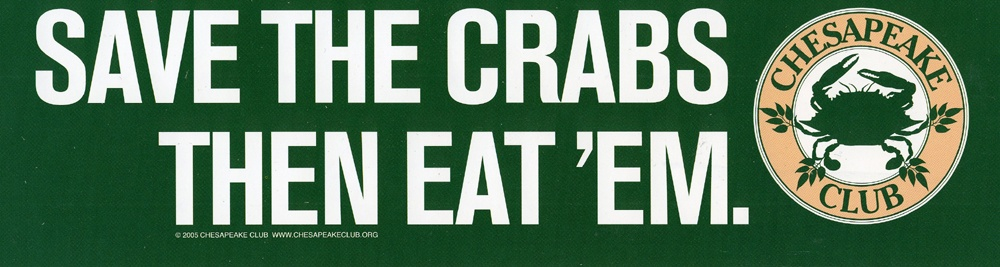 SAVE THE CRABS
THEN EAT 'EM.
© 2005 CHESAPEAKE CLUB WWW.CHESAPEAKECLUB.ORG
CHESAPEAKE
CLUB